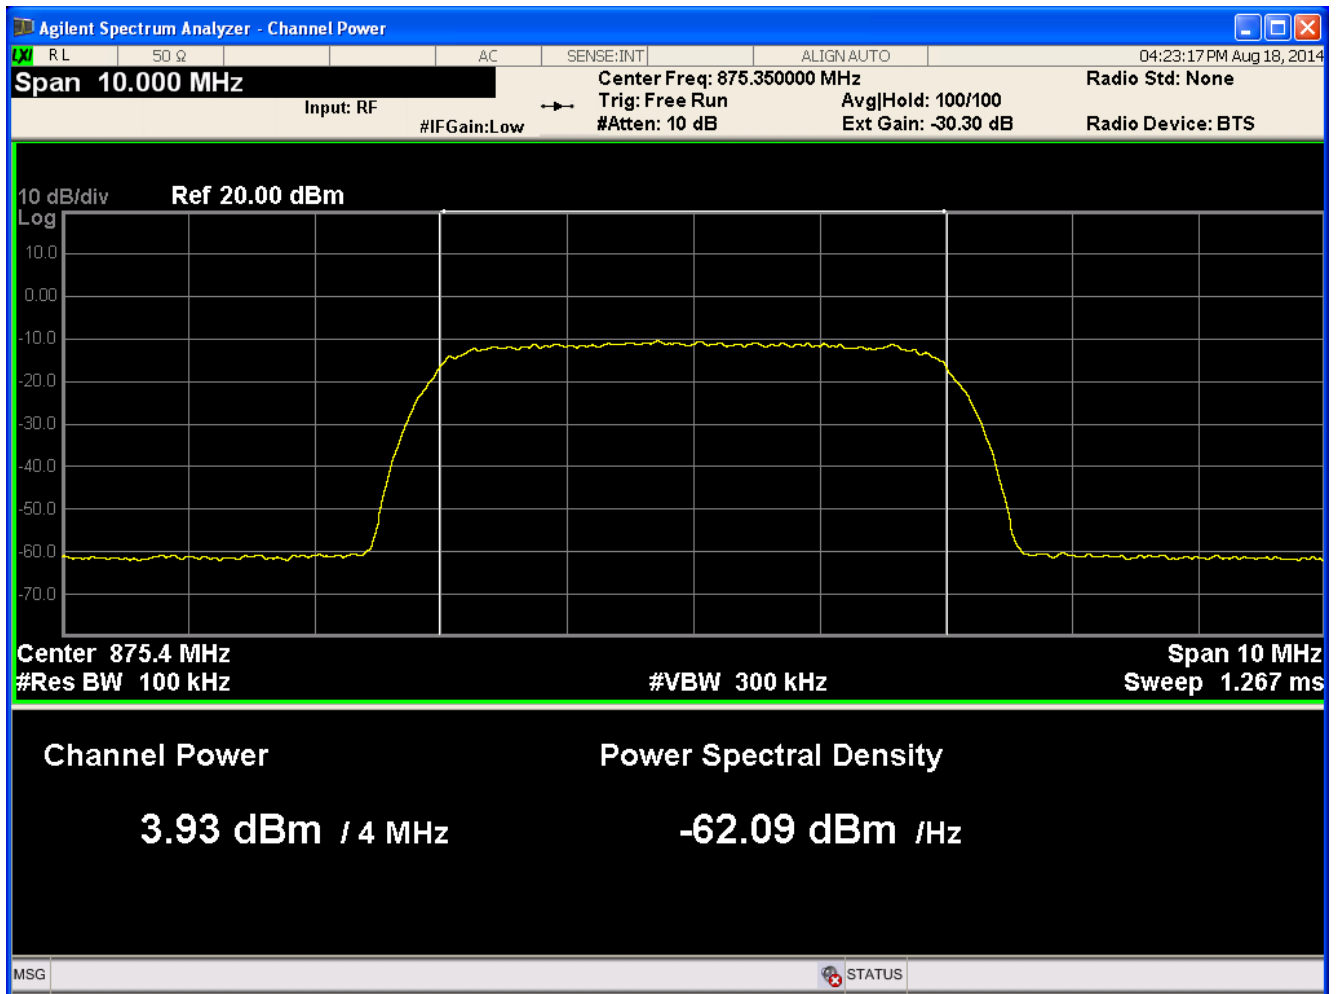 Agilent Spectrum Analyzer - Channel Power
LXI RL 50 Ω AC SENSE:INT ALIGN AUTO 04:23:17 PM Aug 18, 2014
Span 10.000 MHz Center Freq: 875.350000 MHz Radio Std: None
Input: RF Trig: Free Run Avg|Hold: 100/100
#IFGain:Low #Atten: 10 dB Ext Gain: -30.30 dB Radio Device: BTS
10 dB/div Ref 20.00 dBm
Log
10.0
0.00
-10.0
-20.0
-30.0
-40.0
-50.0
-60.0
-70.0
Center 875.4 MHz Span 10 MHz
#Res BW 100 kHz #VBW 300 kHz Sweep 1.267 ms
Channel Power Power Spectral Density
3.93 dBm / 4 MHz -62.09 dBm /Hz
MSG STATUS